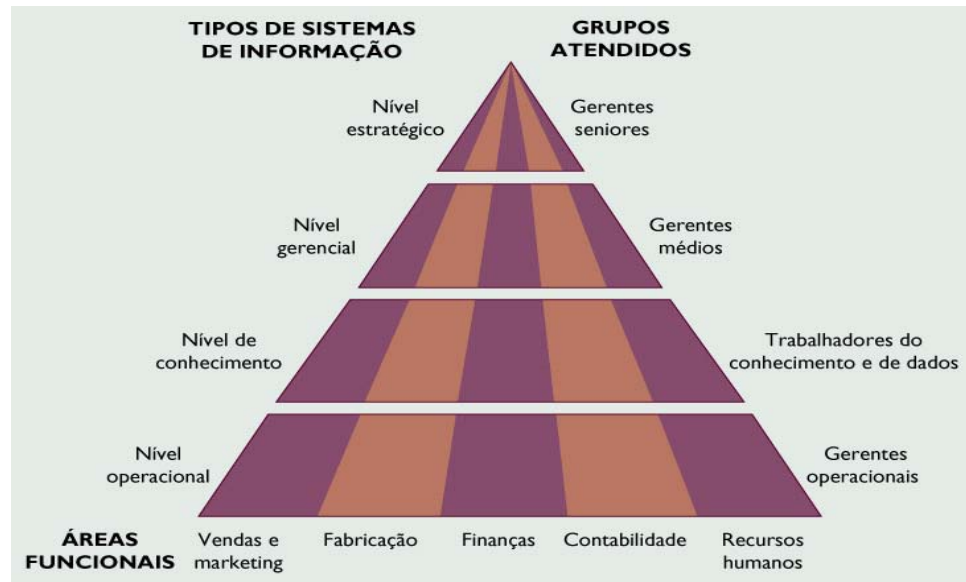 TIPOS DE SISTEMAS
DE INFORMAÇÃO
GRUPOS
ATENDIDOS
Nível
estratégico
Gerentes
seniores
Nível
gerencial
Gerentes
médios
Nível de
conhecimento
Trabalhadores do
conhecimento e de dados
Nível
operacional
Gerentes
operacionais
ÁREAS
FUNCIONAIS
Vendas e
marketing
Fabricação
Finanças
Contabilidade
Recursos
humanos